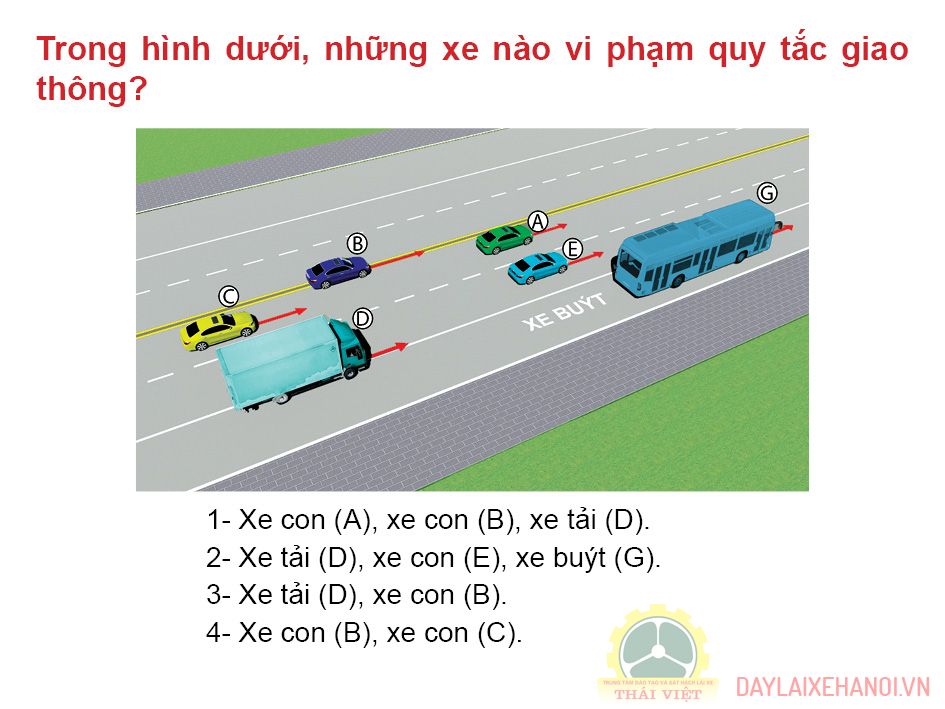 Trong hình dưới, những xe nào vi phạm quy tắc giao
thông?
G
A
B
E
C
D
XE BUÝT
1- Xe con (A), xe con (B), xe tải (D).
2- Xe tải (D), xe con (E), xe buýt (G).
3- Xe tải (D), xe con (B).
4- Xe con (B), xe con (C).
TRUNG TÂM ĐÀO TẠO VÀ SÁT HẠCH LÁI XE
THÁI VIỆT
DAYLAIXEHANOI.VN